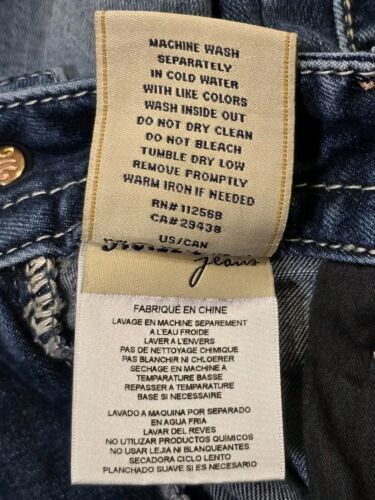 MACHINE WASH
SEPARATELY
IN COLD WATER
WITH LIKE COLORS
WASH INSIDE OUT
DO NOT DRY CLEAN
DO NOT BLEACH
TUMBLE DRY LOW
REMOVE PROMPTLY
WARM IRON IF NEEDED
RN#112568
CA#29438
US/CAN
jeans
FABRIQUÉ EN CHINE
LAVAGE EN MACHINE SEPAREMENT
A L'EAU FROIDE
LAVER A L'ENVERS
PAS DE NETTOYAGE CHIMIQUE
PAS BLANCHIR NI CHLOERER
SECHAGE EN MACHINE A
TEMPARATURE BASSE
REPASSER A TEMPARATURE
BASE SI NECESSAIRE
LAVADO A MAQUINA POR SEPARADO
EN AGUA FRIA
LAVAR DEL REVES
NO UTILIZAR PRODUCTOS QUÍMICOS
NO USAR LEJIA NI BLANQUEANTES
SECADORA CICLO LENTO
PLANCHADO SUAVE SI ES NECESARIO